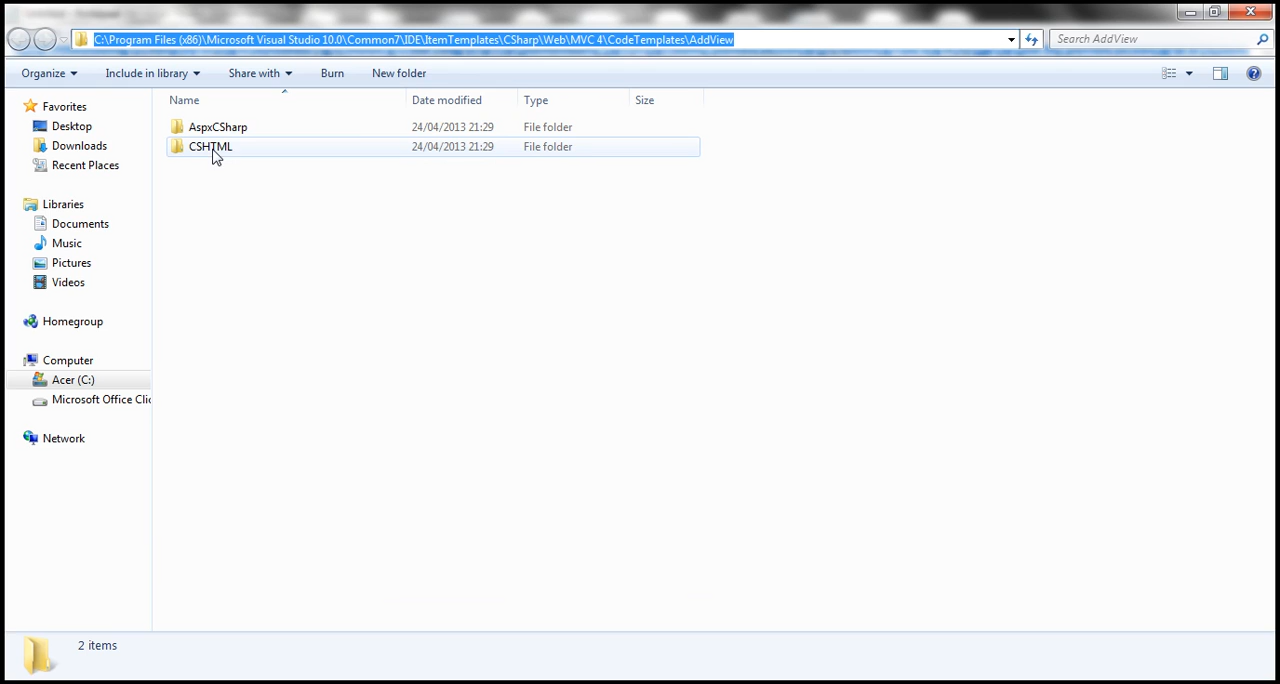 C:\Program Files (x86)\Microsoft Visual Studio 10.0\Common7\IDE\ItemTemplates\CSharp\Web\MVC 4\CodeTemplates\AddView
Search AddView
Organize
Include in library
Share with
Burn
New folder
Name
Date modified
Type
Size
Favorites
Desktop
Downloads
Recent Places
Libraries
Documents
Music
Pictures
Videos
Homegroup
Computer
Acer (C:)
Microsoft Office Clic
Network
AspxCSharp 24/04/2013 21:29 File folder
CSHTML 24/04/2013 21:29 File folder
2 items